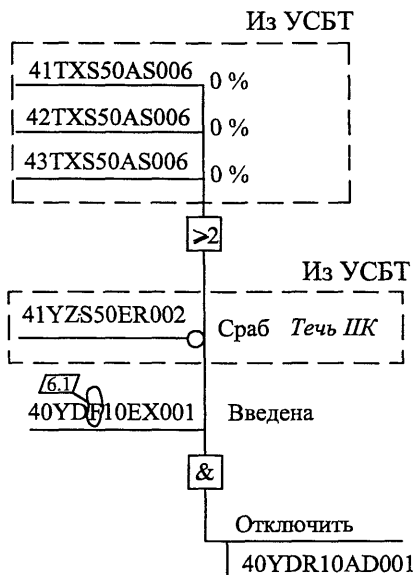 Из УСБТ
41TXS50AS006 0 %
42TXS50AS006 0 %
43TXS50AS006 0 %
⩾2
Из УСБТ
41YZS50ER002 Сраб Течь IIК
6.1
40YDF10EX001 Введена
&
Отключить
40YDR10AD001